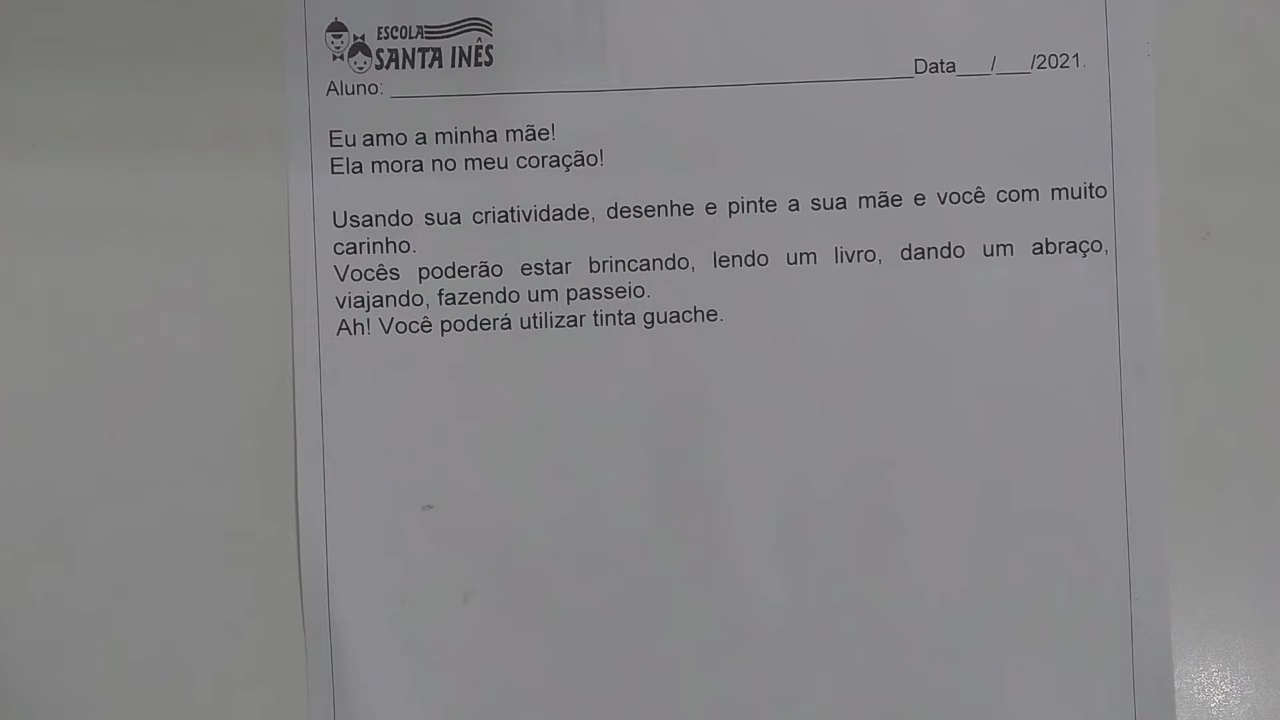 ESCOLA
SANTA INÊS
Aluno: ____________________________________________Data___/___/2021.
Eu amo a minha mãe!
Ela mora no meu coração!
Usando sua criatividade, desenhe e pinte a sua mãe e você com muito
carinho.
Vocês poderão estar brincando, lendo um livro, dando um abraço,
viajando, fazendo um passeio.
Ah! Você poderá utilizar tinta guache.